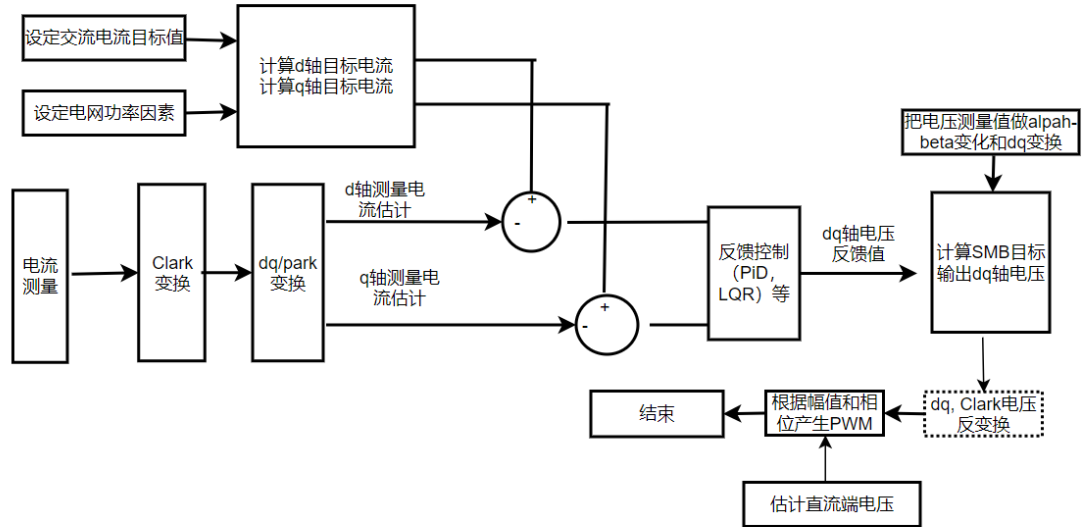 设定交流电流目标值
设定电网功率因素
计算d轴目标电流
计算q轴目标电流
把电压测量值做alpah-
beta变化和dq变换
电流
测量
Clark
变换
dq/park
变换
d轴测量电
流估计
q轴测量电
流估计
+
-
+
-
反馈控制
（PiD,
LQR）等
dq轴电压
反馈值
计算SMB目标
输出dq轴电压
dq, Clark电压
反变换
根据幅值和相
位产生PWM
结束
估计直流端电压